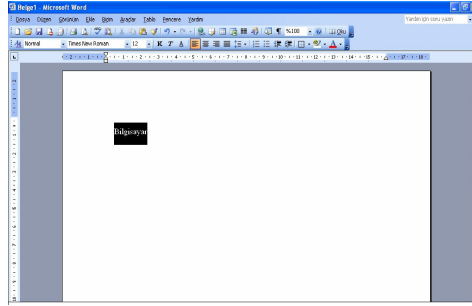 Belge1 - Microsoft Word
Dosya Düzen Görünüm Ekle Biçim Araçlar Tablo Pencere Yardım Yardım için soru yazın
%100 Oku
Normal Times New Roman 12 K T A
Bilgisayar